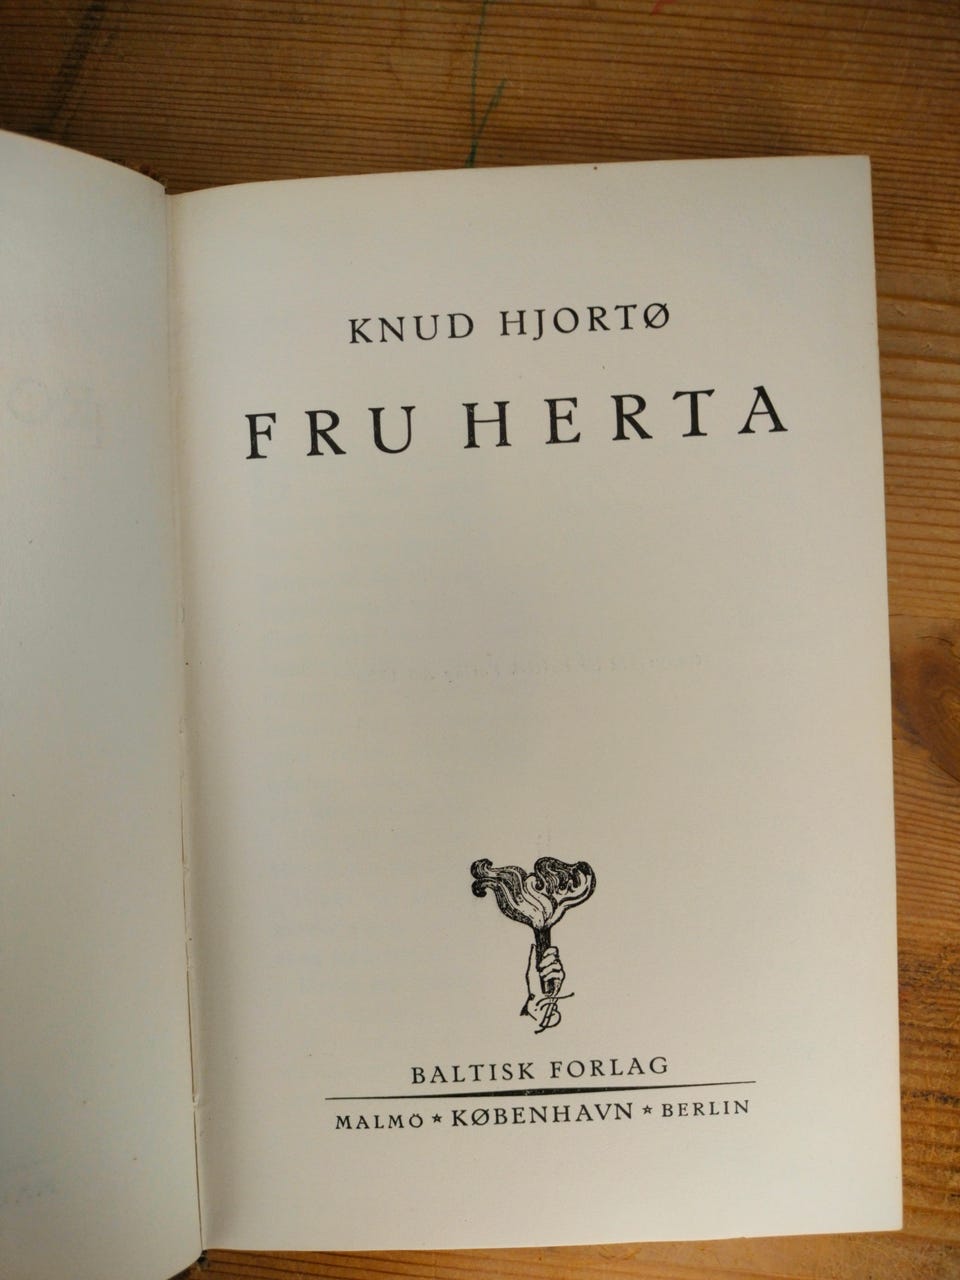 KNUD HJORTØ
FRU HERTA
BALTISK FORLAG
MALMÖ ★ KØBENHAVN ★ BERLIN